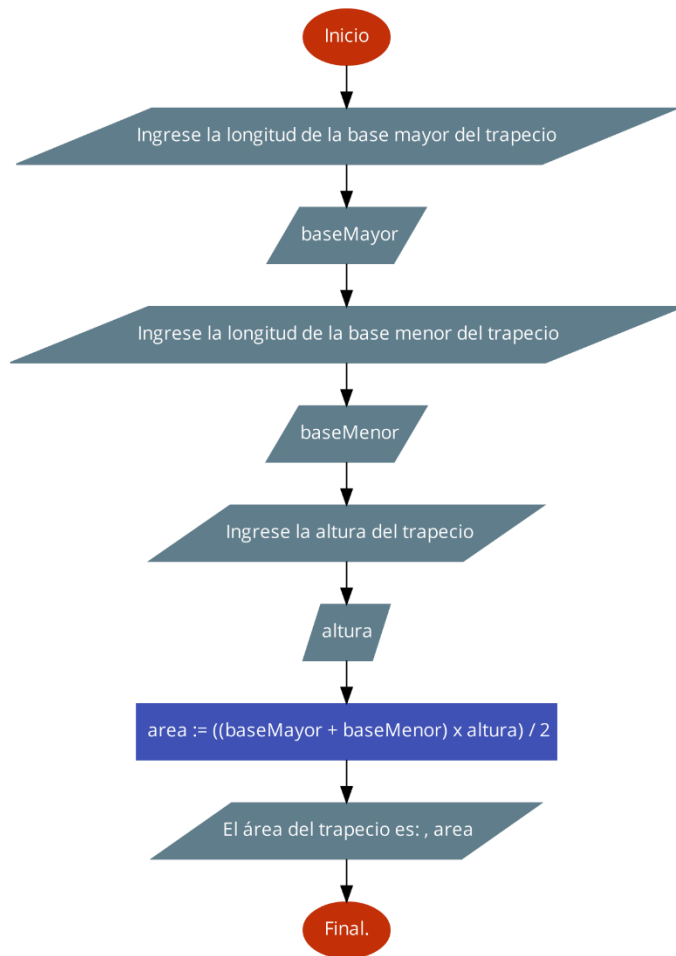 Inicio
Ingrese la longitud de la base mayor del trapecio
baseMayor
Ingrese la longitud de la base menor del trapecio
baseMenor
Ingrese la altura del trapecio
altura
area := ((baseMayor + baseMenor) x altura) / 2
El área del trapecio es: , area
Final.